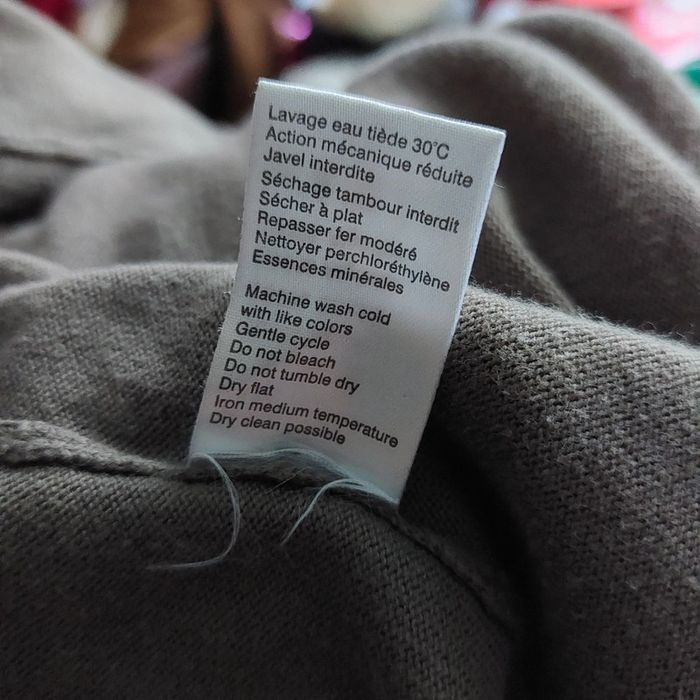 Lavage eau tiède 30°C
Action mécanique réduite
Javel interdite
Séchage tambour interdit
Sécher à plat
Repasser fer modéré
Nettoyer perchloréthylène
Essences minérales
Machine wash cold
with like colors
Gentle cycle
Do not bleach
Do not tumble dry
Dry flat
Iron medium temperature
Dry clean possible